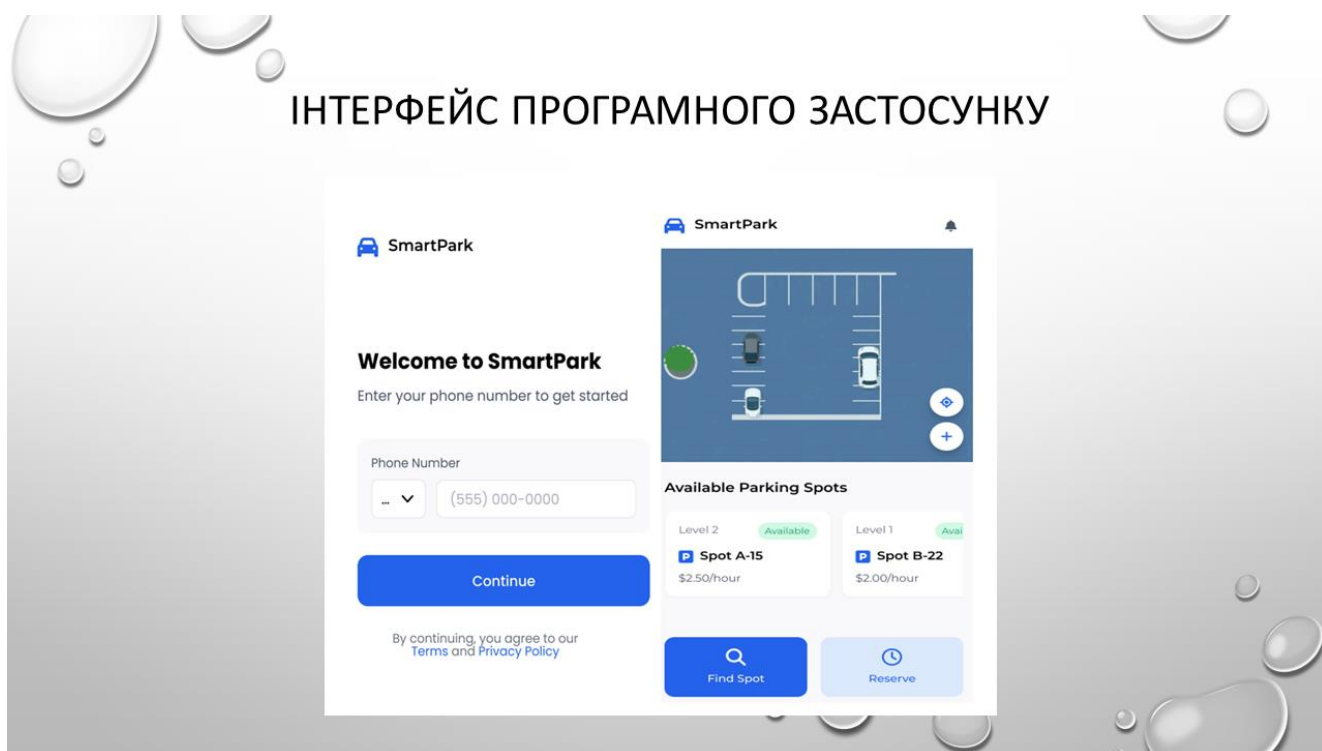 ІНТЕРФЕЙС ПРОГРАМНОГО ЗАСТОСУНКУ
SmartPark
Welcome to SmartPark
Enter your phone number to get started
Phone Number
... (555) 000-0000
Continue
By continuing, you agree to our
Terms and Privacy Policy
SmartPark
Available Parking Spots
Level 2 Available
P Spot A-15
$2.50/hour
Level 1 Avai
P Spot B-22
$2.00/hour
Find Spot
Reserve